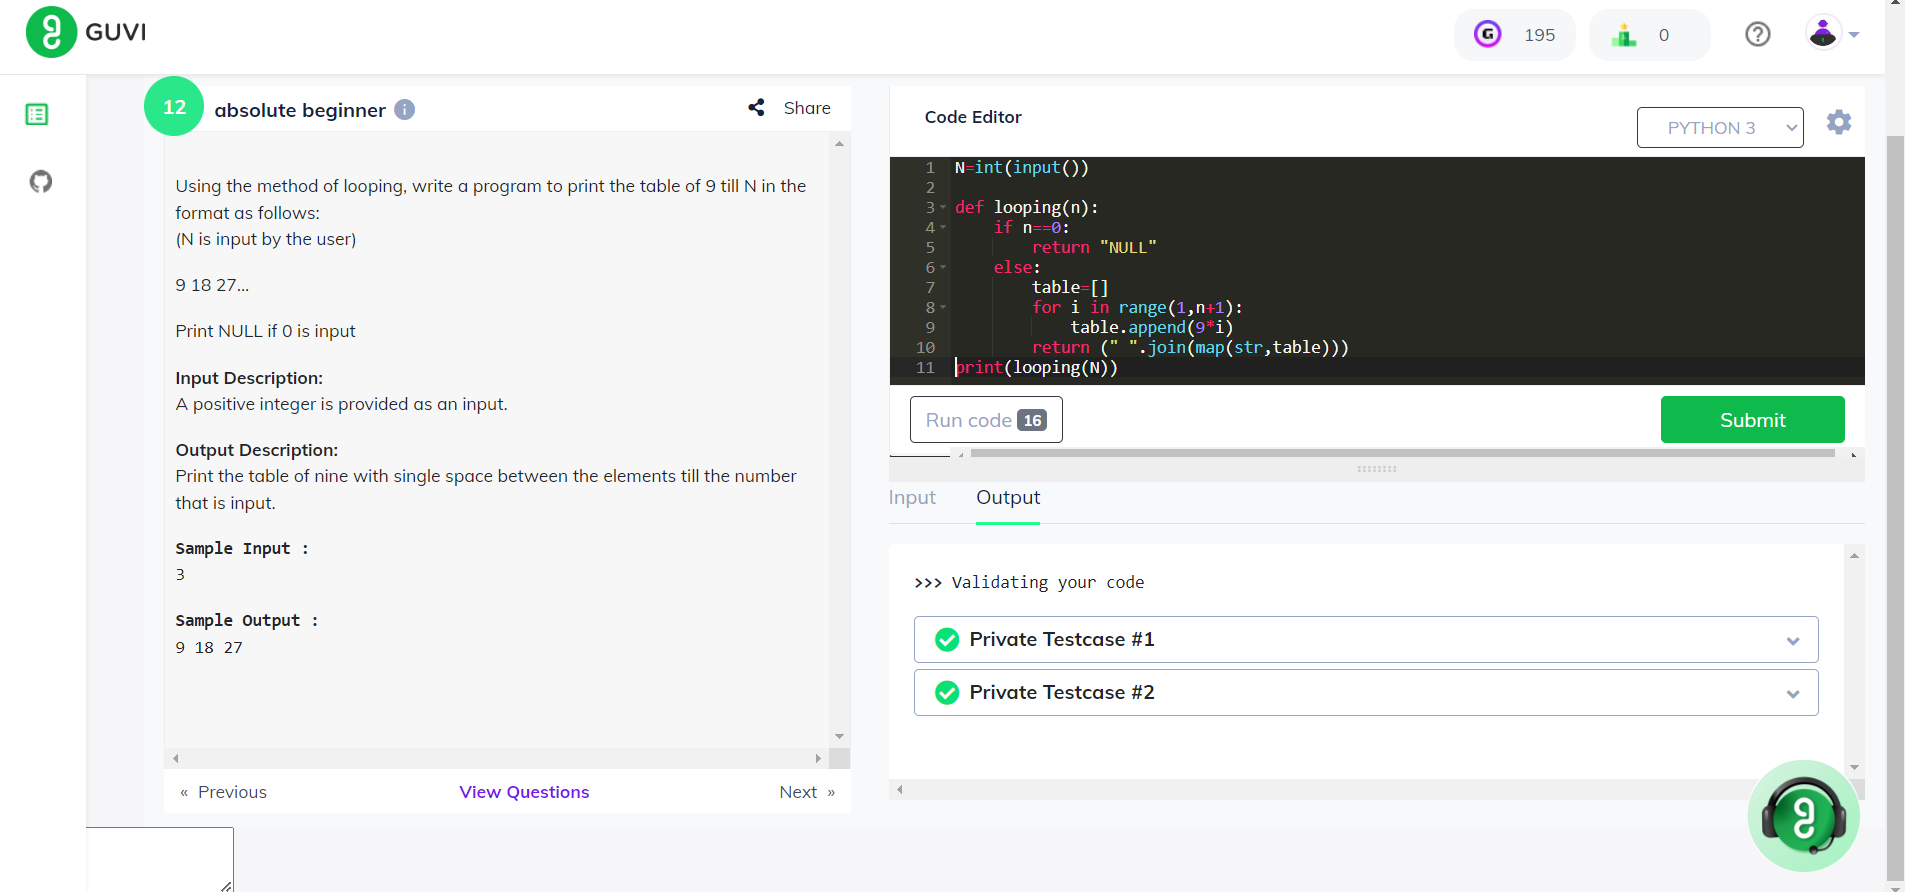 GUVI
G 195
0
12
absolute beginner i
Share
Using the method of looping, write a program to print the table of 9 till N in the
format as follows:
(N is input by the user)
9 18 27...
Print NULL if 0 is input
Input Description:
A positive integer is provided as an input.
Output Description:
Print the table of nine with single space between the elements till the number
that is input.
Sample Input :
3
Sample Output :
9 18 27
« Previous
View Questions
Next »
Code Editor
PYTHON 3
1 N=int(input())
2
3 def looping(n):
4     if n==0:
5         return "NULL"
6     else:
7         table=[]
8         for i in range(1,n+1):
9             table.append(9*i)
10         return (" ".join(map(str,table)))
11 print(looping(N))
Run code 16
Submit
Input
Output
>>> Validating your code
Private Testcase #1
Private Testcase #2